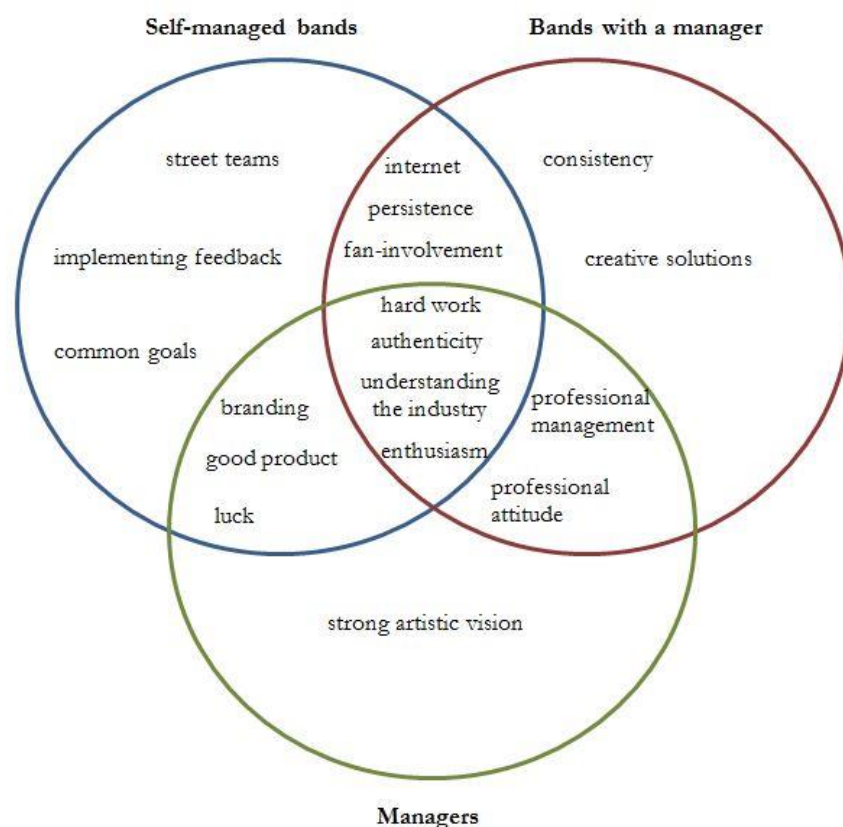 Self-managed bands
Bands with a manager
street teams
internet
consistency
persistence
fan-involvement
implementing feedback
creative solutions
hard work
authenticity
common goals
understanding
the industry
branding
professional
management
enthusiasm
good product
professional
attitude
luck
strong artistic vision
Managers